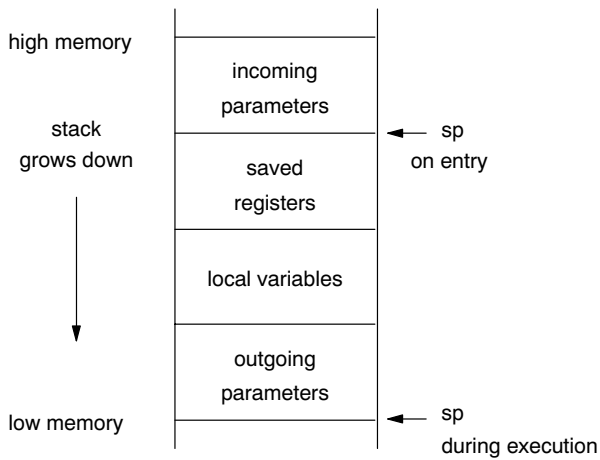 high memory
incoming
parameters
stack
grows down
sp
on entry
saved
registers
local variables
outgoing
parameters
low memory
sp
during execution